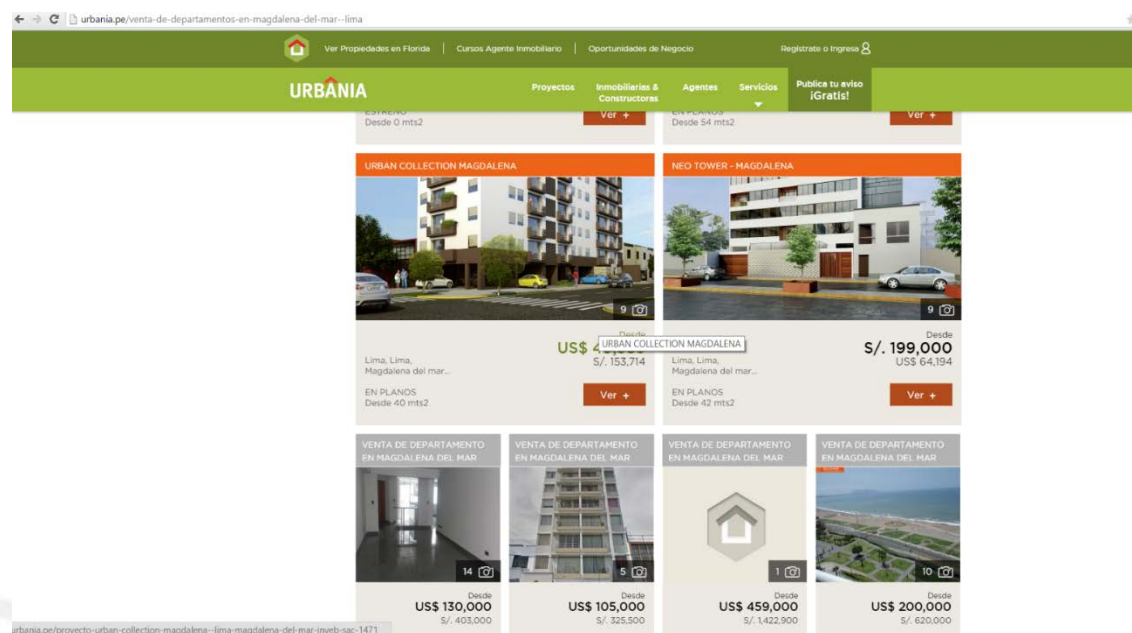 urbania.pe/venta-de-departamentos-en-magdalena-del-mar--lima
Ver Propiedades en Florida | Cursos Agente Inmobiliario | Oportunidades de Negocio
Regístrate o Ingresa
URBANIA
Proyectos
Inmobiliarias &
Constructoras
Agentes
Servicios
Publica tu aviso
¡Gratis!
ESTRENO
Desde 0 mts2
Ver +
EN PLANOS
Desde 54 mts2
Ver +
URBAN COLLECTION MAGDALENA
9
Desde
US$
URBAN COLLECTION MAGDALENA
S/. 153,714
Lima, Lima,
Magdalena del mar...
EN PLANOS
Desde 40 mts2
Ver +
NEO TOWER - MAGDALENA
9
Desde
S/. 199,000
US$ 64,194
Lima, Lima,
Magdalena del mar...
EN PLANOS
Desde 42 mts2
Ver +
VENTA DE DEPARTAMENTO
EN MAGDALENA DEL MAR
14
Desde
US$ 130,000
S/. 403,000
VENTA DE DEPARTAMENTO
EN MAGDALENA DEL MAR
5
Desde
US$ 105,000
S/. 325,500
VENTA DE DEPARTAMENTO
EN MAGDALENA DEL MAR
1
Desde
US$ 459,000
S/. 1,422,900
VENTA DE DEPARTAMENTO
EN MAGDALENA DEL MAR
10
Desde
US$ 200,000
S/. 620,000
urbania.pe/proyecto-urban-collection-magdalena--lima-magdalena-del-mar-inveb-sac-1471